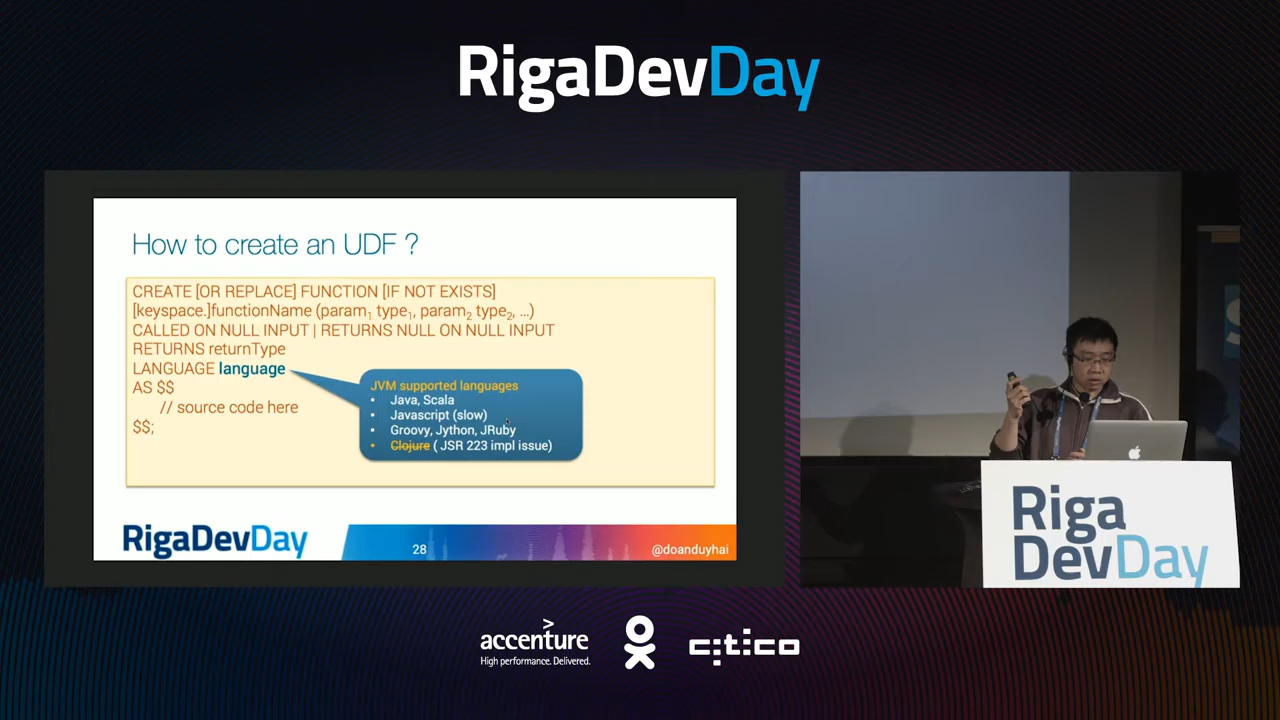 RigaDevDay
How to create an UDF ?
CREATE [OR REPLACE] FUNCTION [IF NOT EXISTS]
[keyspace.]functionName (param₁ type₁, param₂ type₂, ...)
CALLED ON NULL INPUT | RETURNS NULL ON NULL INPUT
RETURNS returnType
LANGUAGE language
AS $$
// source code here
$$;
JVM supported languages
• Java, Scala
• Javascript (slow)
• Groovy, Jython, JRuby
• Clojure ( JSR 223 impl issue)
RigaDevDay
28
@doanduyhai
Riga
DevDay
accenture
High performance. Delivered.
citico